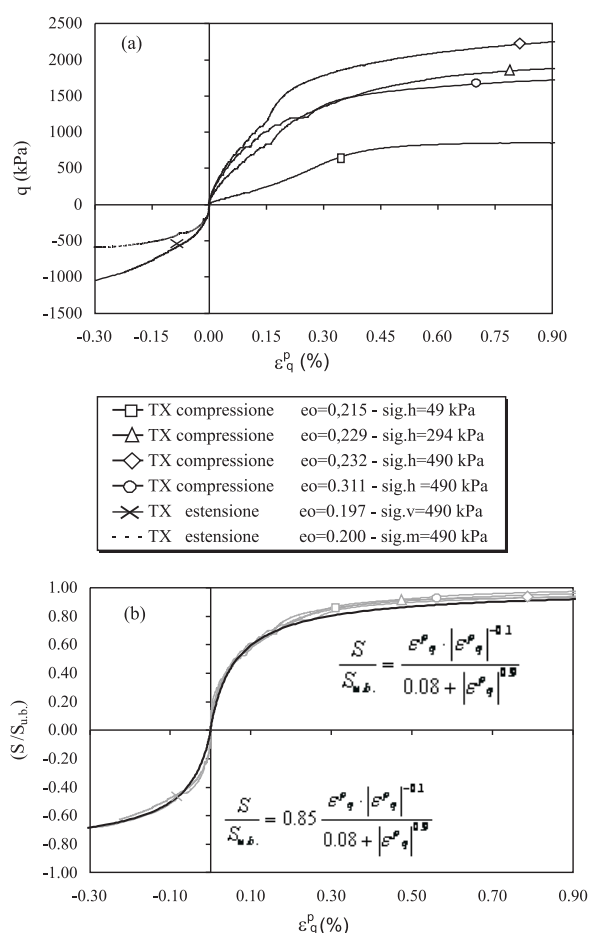 (a)
q (kPa)
2500
2000
1500
1000
500
0
-500
-1000
-1500
-0.30 -0.15 0.00 0.15 0.30 0.45 0.60 0.75 0.90
ε_q^p (%)
TX compressione eo=0,215 - sig.h=49 kPa
TX compressione eo=0,229 - sig.h=294 kPa
TX compressione eo=0,232 - sig.h=490 kPa
TX compressione eo=0.311 - sig.h =490 kPa
TX estensione eo=0.197 - sig.v=490 kPa
TX estensione eo=0.200 - sig.m=490 kPa
(b)
(S/S_u.b.)
1.00
0.80
0.60
0.40
0.20
0.00
-0.20
-0.40
-0.60
-0.80
-1.00
S/S_u.b. = ε^p_q · |ε^p_q|^-0.1 / 0.08 + |ε^p_q|^0.9
S/S_u.b. = 0.85 ε^p_q · |ε^p_q|^-0.1 / 0.08 + |ε^p_q|^0.9
-0.30 -0.10 0.10 0.30 0.50 0.70 0.90
ε_q^p (%)